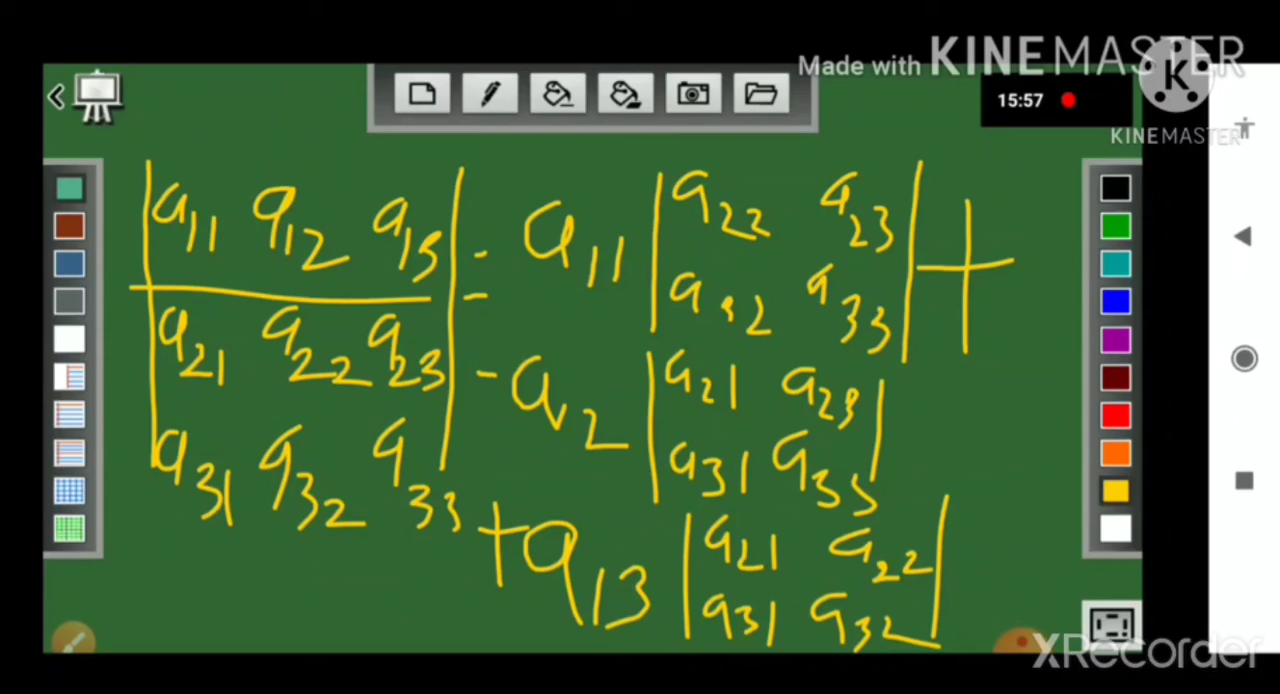 Made with KINEMASTER
K
15:57
KINEMASTER
| a11 a12 a13 | = a11 | a22 a23 | +
| a21 a22 a23 | | a32 a33 |
| a31 a32 a33 | - a12 | a21 a23 |
| a31 a33 |
+ a13 | a21 a22 |
| a31 a32 |
XRecorder